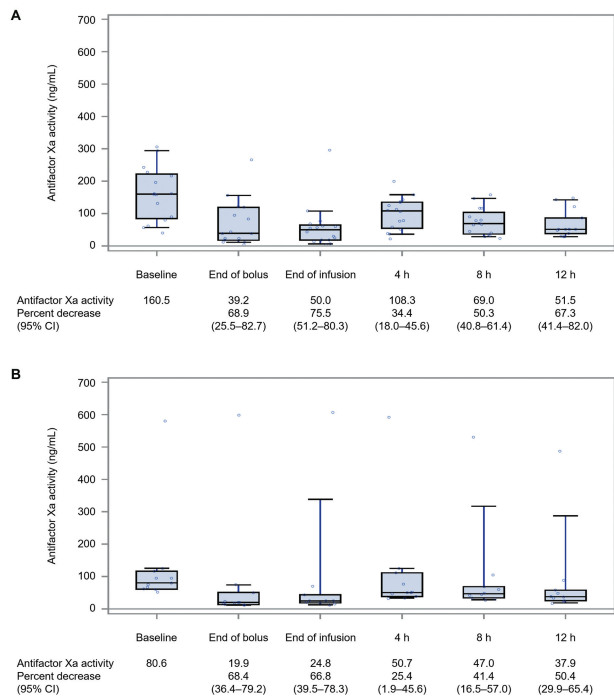 A
Antifactor Xa activity (ng/mL)
700
600
500
400
300
200
100
0
Baseline End of bolus End of infusion 4 h 8 h 12 h
Antifactor Xa activity 160.5 39.2 50.0 108.3 69.0 51.5
Percent decrease 68.9 75.5 34.4 50.3 67.3
(95% CI) (25.5–82.7) (51.2–80.3) (18.0–45.6) (40.8–61.4) (41.4–82.0)
B
Antifactor Xa activity (ng/mL)
700
600
500
400
300
200
100
0
Baseline End of bolus End of infusion 4 h 8 h 12 h
Antifactor Xa activity 80.6 19.9 24.8 50.7 47.0 37.9
Percent decrease 68.4 66.8 25.4 41.4 50.4
(95% CI) (36.4–79.2) (39.5–78.3) (1.9–45.6) (16.5–57.0) (29.9–65.4)